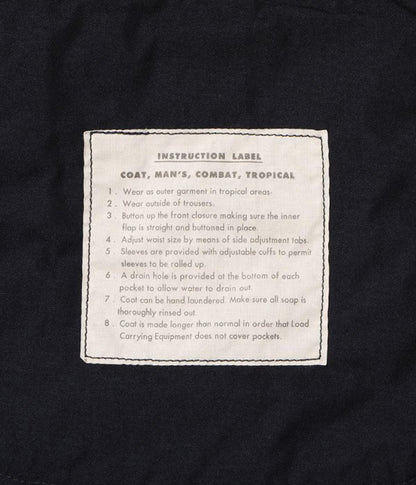 INSTRUCTION LABEL
COAT, MAN'S, COMBAT, TROPICAL
1. Wear as outer garment in tropical areas.
2. Wear outside of trousers.
3. Button up the front closure making sure the inner
flap is straight and buttoned in place.
4. Adjust waist size by means of side adjustment tabs.
5. Sleeves are provided with adjustable cuffs to permit
sleeves to be rolled up.
6. A drain hole is provided at the bottom of each
pocket to allow water to drain out.
7. Coat can be hand laundered. Make sure all soap is
thoroughly rinsed out.
8. Coat is made longer than normal in order that Load
Carrying Equipment does not cover pockets.